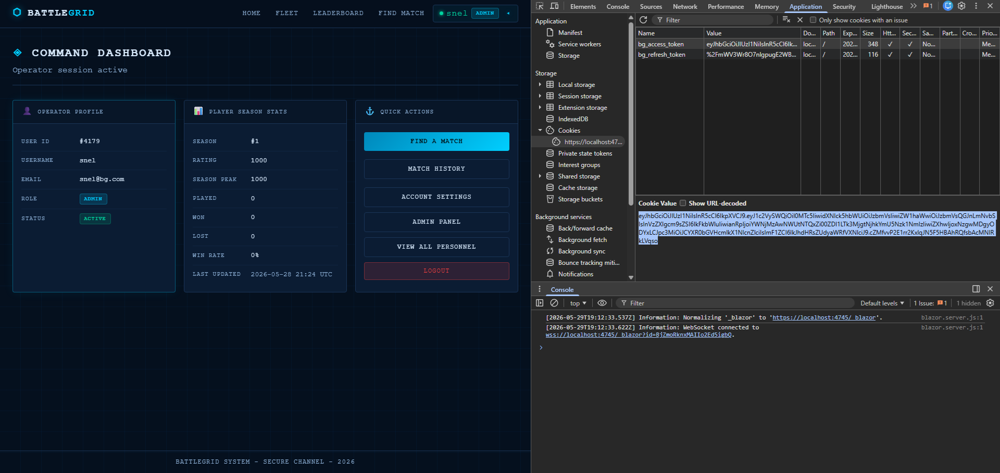 BATTLEGRID
HOME FLEET LEADERBOARD FIND MATCH snel ADMIN
COMMAND DASHBOARD
Operator session active
OPERATOR PROFILE
USER ID #4179
USERNAME snel
EMAIL snel@bg.com
ROLE ADMIN
STATUS ACTIVE
PLAYER SEASON STATS
SEASON #1
RATING 1000
SEASON PEAK 1000
PLAYED 0
WON 0
LOST 0
WIN RATE 0%
LAST UPDATED 2026-05-28 21:24 UTC
QUICK ACTIONS
FIND A MATCH
MATCH HISTORY
ACCOUNT SETTINGS
ADMIN PANEL
VIEW ALL PERSONNEL
LOGOUT
BATTLEGRID SYSTEM — SECURE CHANNEL — 2026
Elements Console Sources Network Performance Memory Application Security Lighthouse 1
Application
Manifest
Service workers
Storage
Storage
Local storage
Session storage
Extension storage
IndexedDB
Cookies
https://localhost:47...
Private state tokens
Interest groups
Shared storage
Cache storage
Storage buckets
Background services
Back/forward cache
Background fetch
Background sync
Bounce tracking miti...
Notifications
Filter Only show cookies with an issue
Name Value Do... Path Exp... Size Htt... Sec... Sa... Part... Cro... Prio...
bg_access_token loc... / 202... 348 ✓ ✓ No... Me...
bg_refresh_token loc... / 202... 116 ✓ ✓ No... Me...
Cookie Value Show URL-decoded
Console
top Filter Default levels 1 Issue: 1 1 hidden
[2026-05-29T19:12:33.537Z] Information: Normalizing '_blazor' to 'https://localhost:4745/_blazor'. blazor.server.js:1
[2026-05-29T19:12:33.622Z] Information: WebSocket connected to blazor.server.js:1
wss://localhost:4745/_blazor?id=BjZmoRknxMAIIo2Ed5igbQ.